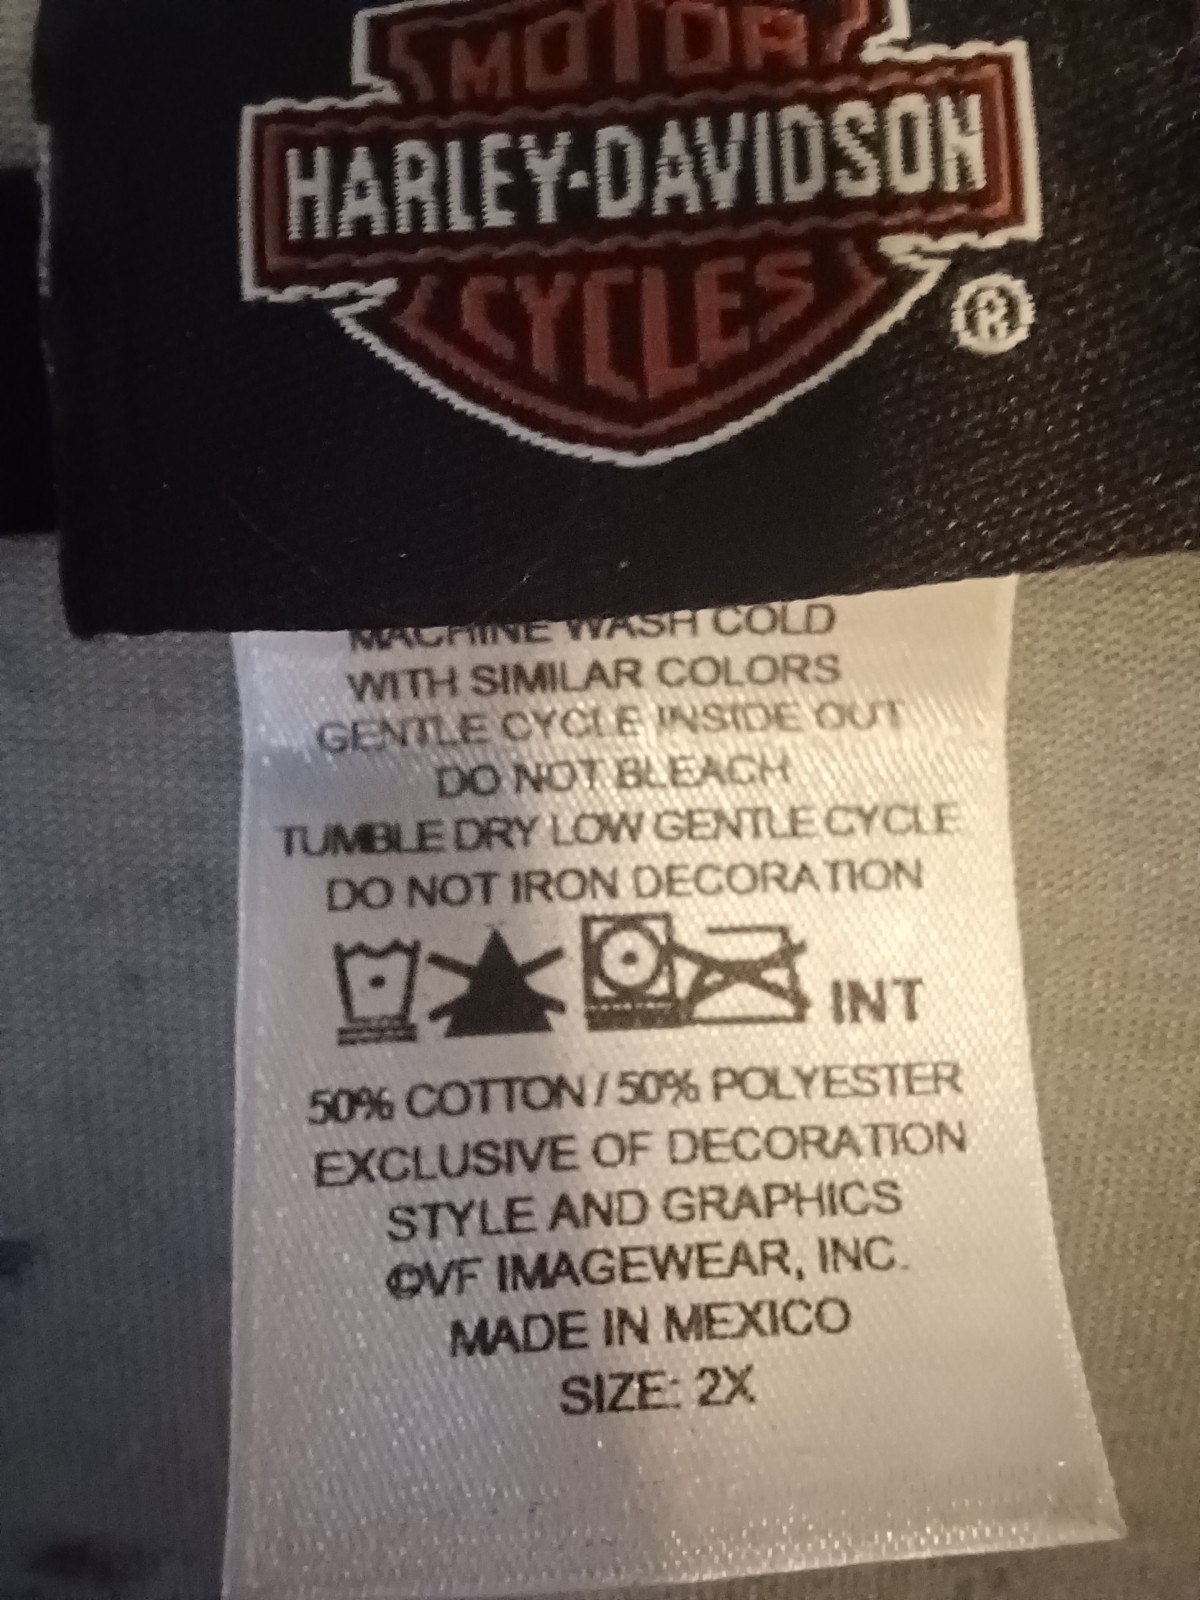 MOTOR
HARLEY-DAVIDSON
CYCLES
®
MACHINE WASH COLD
WITH SIMILAR COLORS
GENTLE CYCLE INSIDE OUT
DO NOT BLEACH
TUMBLE DRY LOW GENTLE CYCLE
DO NOT IRON DECORATION
INT
50% COTTON / 50% POLYESTER
EXCLUSIVE OF DECORATION
STYLE AND GRAPHICS
©VF IMAGEWEAR, INC.
MADE IN MEXICO
SIZE: 2X